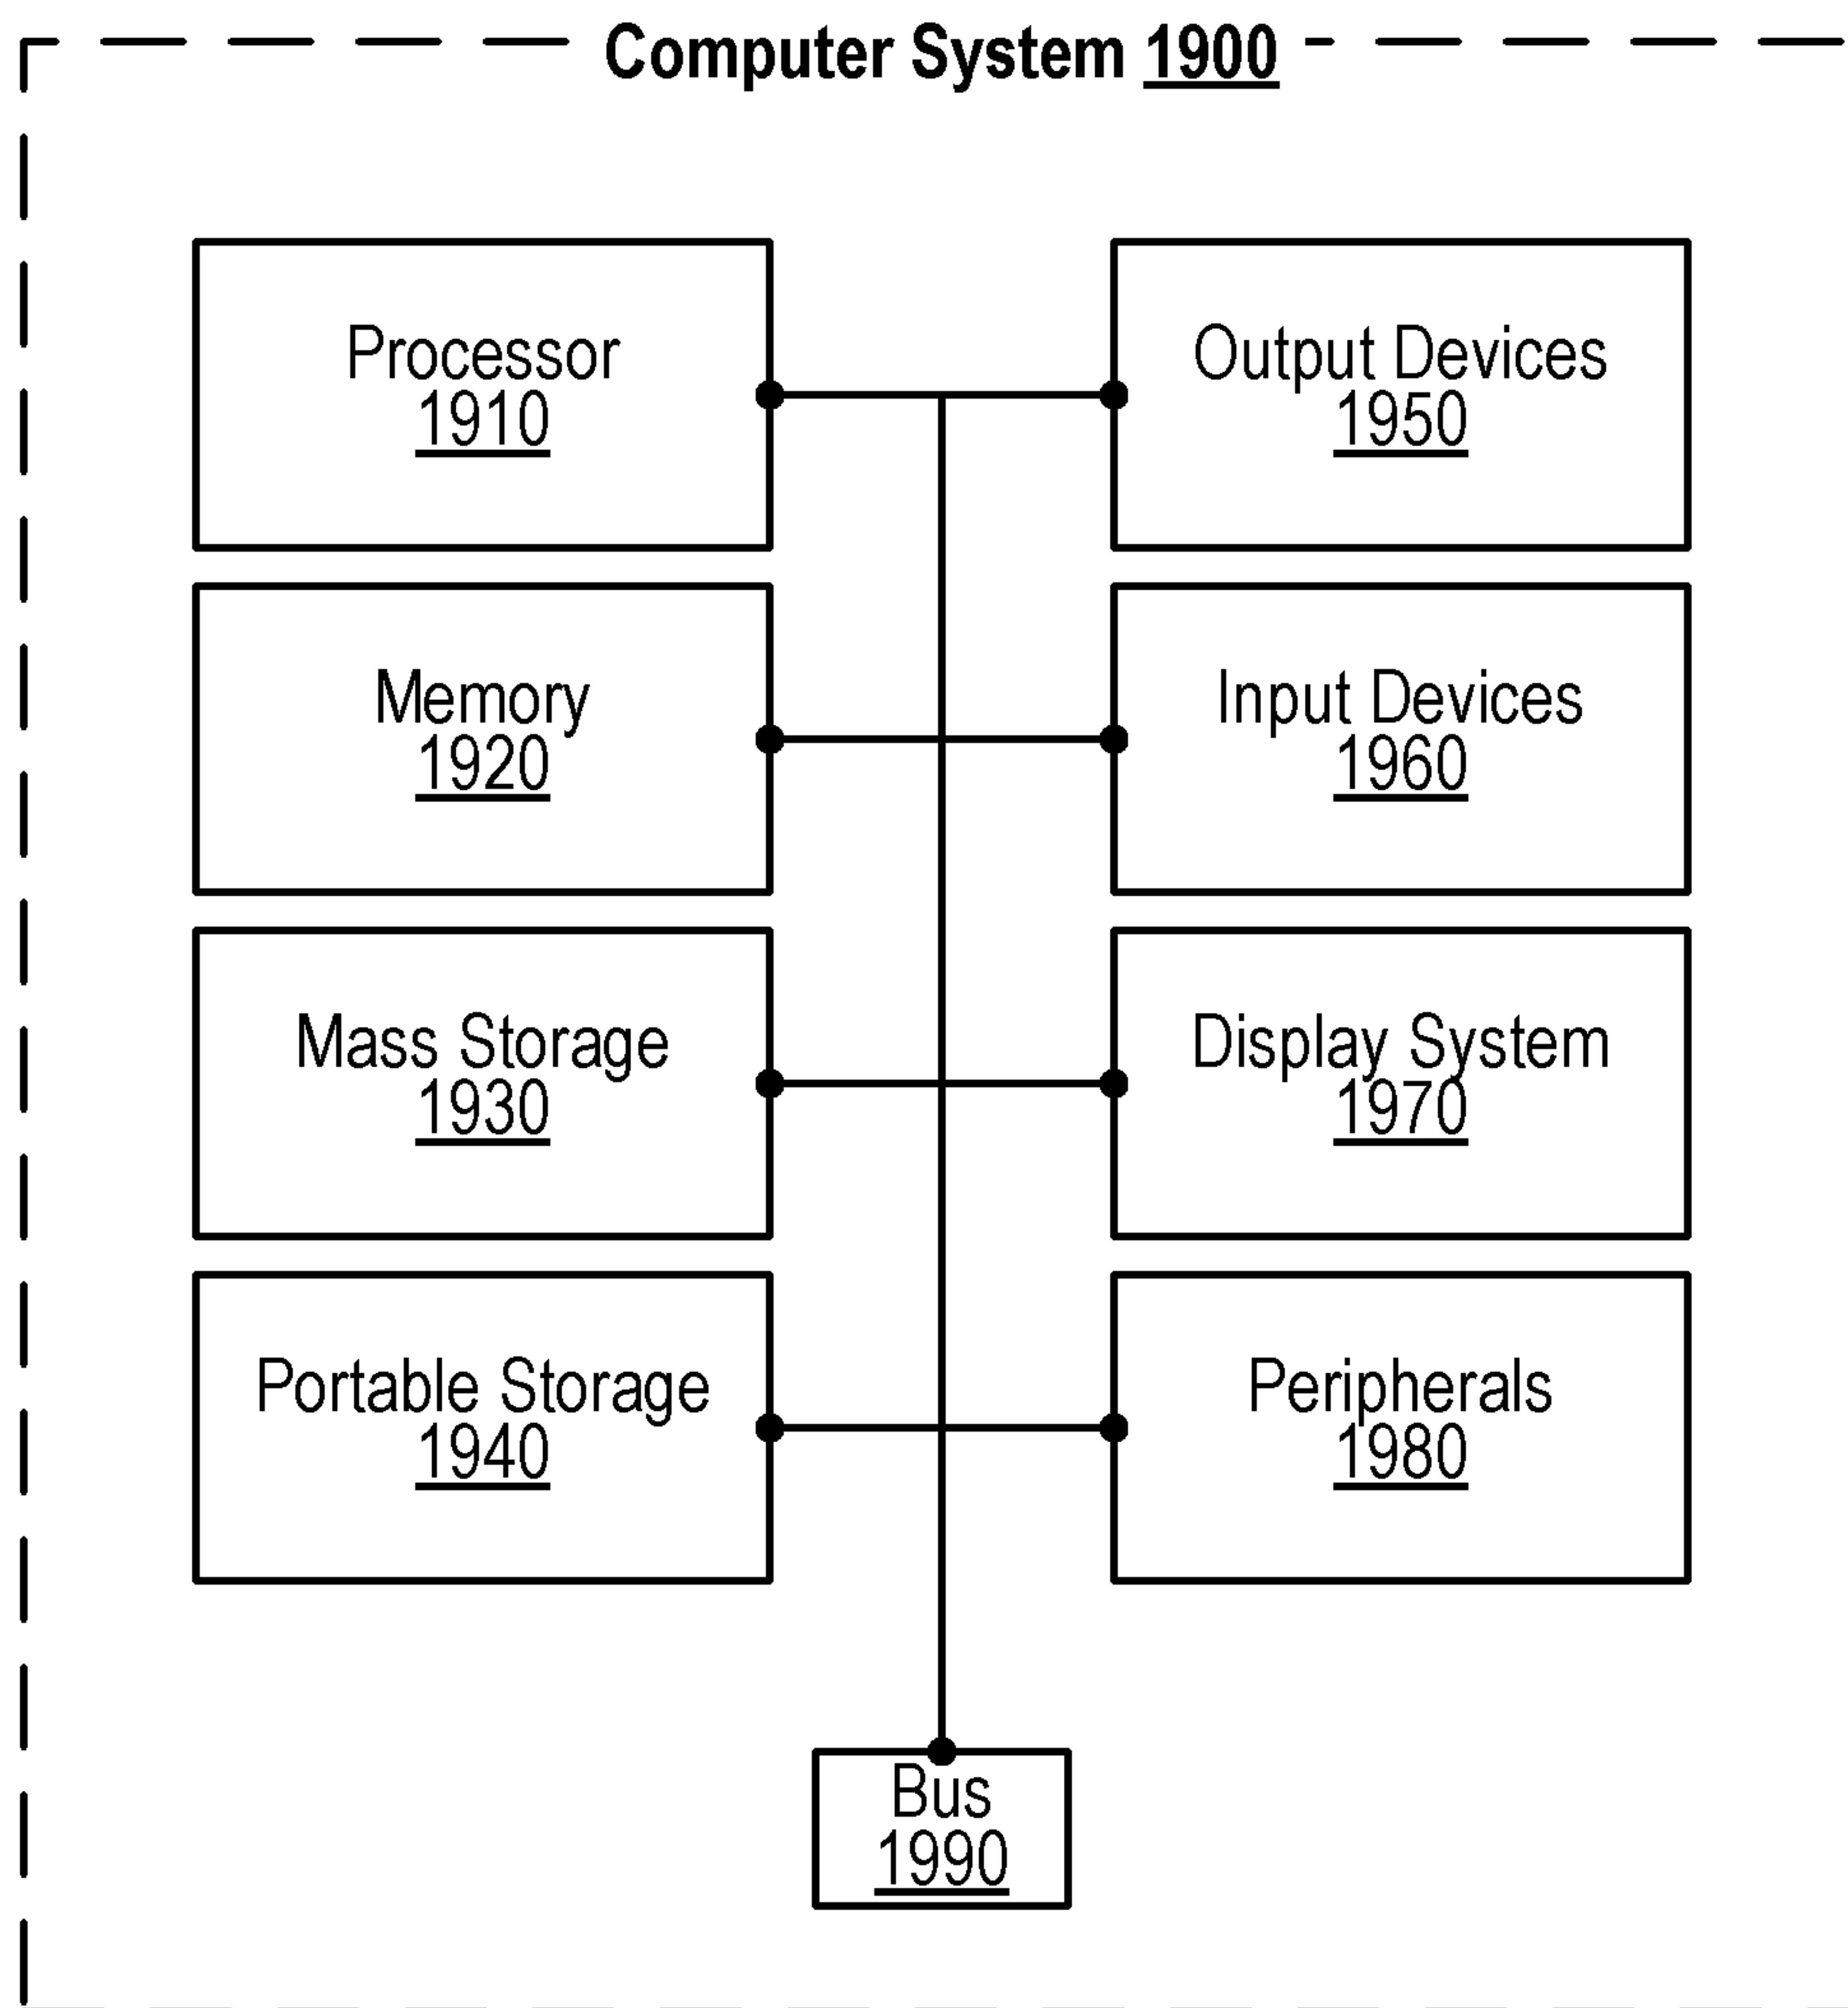 Computer System 1900
Processor
1910
Output Devices
1950
Memory
1920
Input Devices
1960
Mass Storage
1930
Display System
1970
Portable Storage
1940
Peripherals
1980
Bus
1990